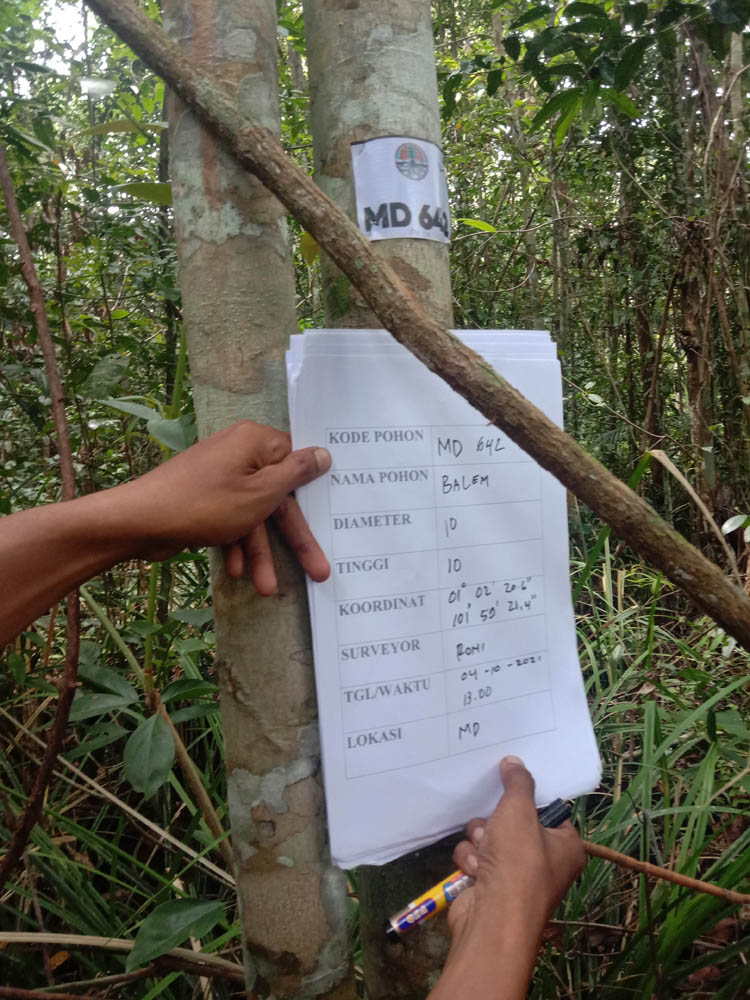 MD 642
KODE POHON MD 642
NAMA POHON BALEM
DIAMETER 10
TINGGI 10
KOORDINAT 01° 02' 20.6"
101° 59' 21,4"
SURVEYOR RONI
TGL/WAKTU 04-10-2021
13.00
LOKASI MD